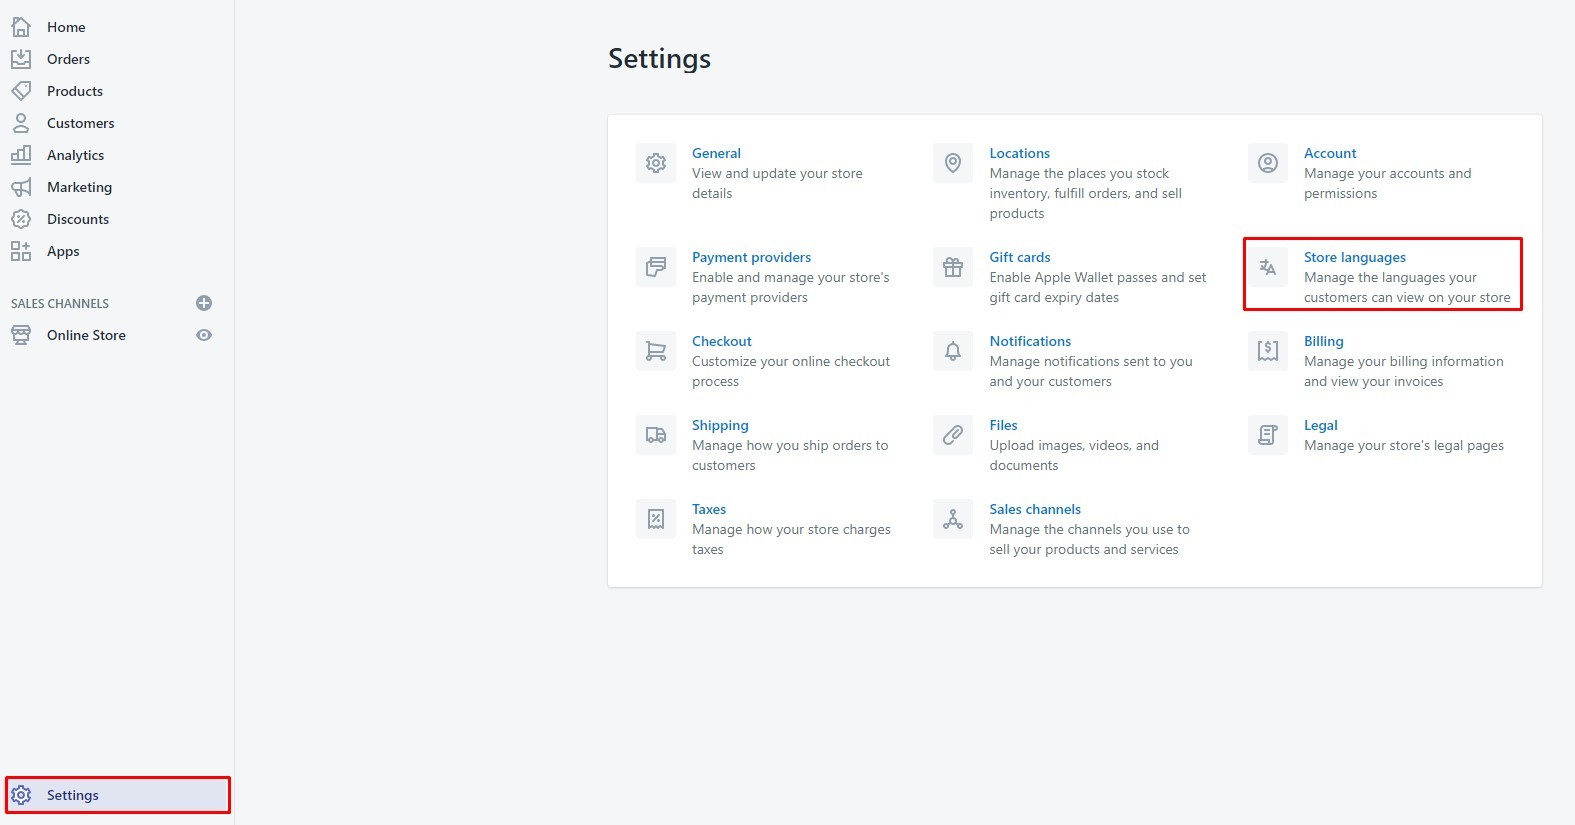 Home
Orders
Products
Customers
Analytics
Marketing
Discounts
Apps
SALES CHANNELS
Online Store
Settings
Settings
General
View and update your store
details
Locations
Manage the places you stock
inventory, fulfill orders, and sell
products
Account
Manage your accounts and
permissions
Payment providers
Enable and manage your store's
payment providers
Gift cards
Enable Apple Wallet passes and set
gift card expiry dates
Store languages
Manage the languages your
customers can view on your store
Checkout
Customize your online checkout
process
Notifications
Manage notifications sent to you
and your customers
Billing
Manage your billing information
and view your invoices
Shipping
Manage how you ship orders to
customers
Files
Upload images, videos, and
documents
Legal
Manage your store's legal pages
Taxes
Manage how your store charges
taxes
Sales channels
Manage the channels you use to
sell your products and services